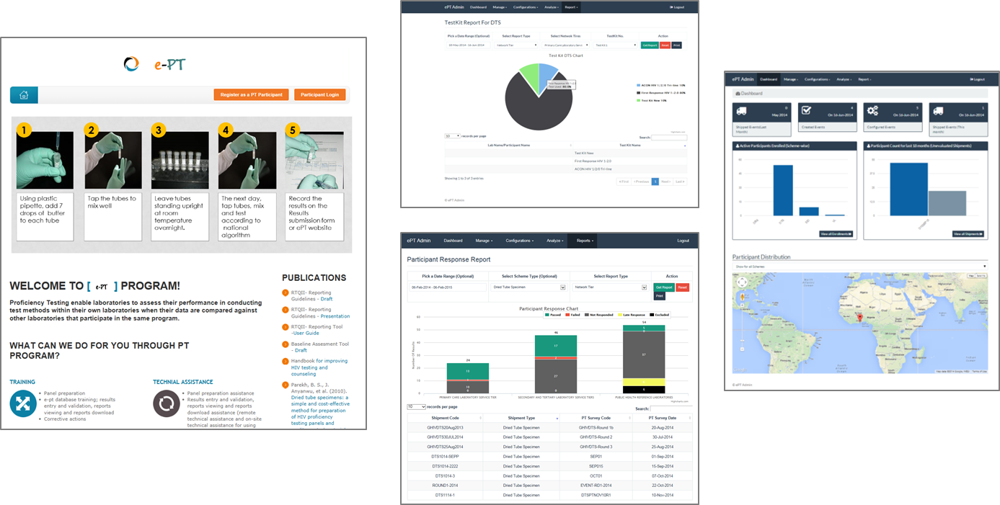 e-PT
Register as a PT Participant
Participant Login
1
2
3
4
5
Using plastic
pipette, add 7
drops of buffer
to each tube
Tap the tubes to
mix well
Leave tubes
standing upright
at room
temperature
overnight.
The next day,
tap tubes, mix
and test
according to
national
algorithm
Record the
results on the
Results
submission form
or ePT website
WELCOME TO [ e-PT ] PROGRAM!
Proficiency Testing enable laboratories to assess their performance in conducting
test methods within their own laboratories when their data are compared against
other laboratories that participate in the same program.
WHAT CAN WE DO FOR YOU THROUGH PT
PROGRAM?
TRAINING
Panel preparation
e-pt database training; results
entry and validation, reports
viewing and reports download
Corrective actions
TECHNIAL ASSISTANCE
Panel preparation assistance
Results entry and validation,
reports viewing and reports
download assistance (remote
technical assistance and on-site
technical assistance for using
PUBLICATIONS
RTQII- Reporting
Guidelines - Draft
RTQII- Reporting
Guidelines - Presentation
RTQII- Reporting Tool
-User Guide
Baseline Assesment Tool
- Draft
Handbook for improving
HIV testing and
counseling
Parekh, B. S., J.
Anyanwu, et al. (2010).
Dried tube specimens: a
simple and cost-effective
method for preparation
of HIV proficiency
testing panels and
ePT Admin Dashboard Manage Configurations Analyze Report Logout
TestKit Report For DTS
Pick a Date Range (Optional) Select Report Type Select Network Tires TestKit No. Action
Network Tier Primary Care Laboratory Servi Test Kit 1 Get Report Reset Print
Test Kit DTS Chart
ACON HIV 1/2/0 Tri-line 10%
First Response HIV 1-2-0 80%
Test Kit New 10%
Highcharts.com
10 records per page
Search:
Lab Name/Participant Name Test Kit Name
Test Kit New
First Response HIV 1-2.0
ACON HIV 1/2/0 Tri-line
Showing 1 to 3 of 3 entries
First Previous 1 Next Last
© ePT Admin
ePT Admin Dashboard Manage Configurations Analyze Reports Logout
Participant Response Report
Pick a Date Range (Optional) Select Scheme Type (Optional) Select Report Type Action
06-Feb-2014 - 06-Feb-2015 Dried Tube Specimen Network Tier Get Report Reset
Print
Participant Response Chart
Passed Failed Not Responded Late Response Excluded
Number Of Results
60
50
40
30
20
10
0
24
13
1
10
0
46
17
2
27
0
54
5
37
6
PRIMARY CARE LABORATORY SERVICE TIER SECONDARY AND TERTIARY LABORATORY SERVICE TIERS PUBLIC HEALTH REFERENCE LABORATORIES
Highcharts.com
10 records per page
Search:
Shipment Code Shipment Type PT Survey Code PT Survey Date
GHIVDTS20Aug2013 Dried Tube Specimen GHIVDTS-Round 1b 20-Aug-2014
GHIVDTS30JUL2014 Dried Tube Specimen GHIVDTS-Round 2 30-Jul-2014
GHIVDTS25Aug2014 Dried Tube Specimen GHIVDTS-Round 3 25-Aug-2014
DTS1014-SEPP Dried Tube Specimen SEP01 01-Sep-2014
DTS1014-2222 Dried Tube Specimen SEP015 15-Sep-2014
DTS1014-3 Dried Tube Specimen OCT01 07-Oct-2014
ROUND1-2014 Dried Tube Specimen EVENT-RD1-2014 22-Oct-2014
DTS1114-1 Dried Tube Specimen DTSPTNOV10R1 10-Nov-2014
ePT Admin Dashboard Manage Configurations Analyze Report Logout
Dashboard
0
May 2014
Shipped Events(Last
Month)
4
On 16-Jun-2014
Created Events
3
On 16-Jun-2014
Configured Events
1
On 16-Jun-2014
Shipped Events(This
month)
Active Participants Enrolled (Scheme-wise)
Participant Count for last 10 months (Unevaluated Shipments)
View all Enrollments
View all Shipments
Participant Distribution
Show for all Schemes
© ePT Admin